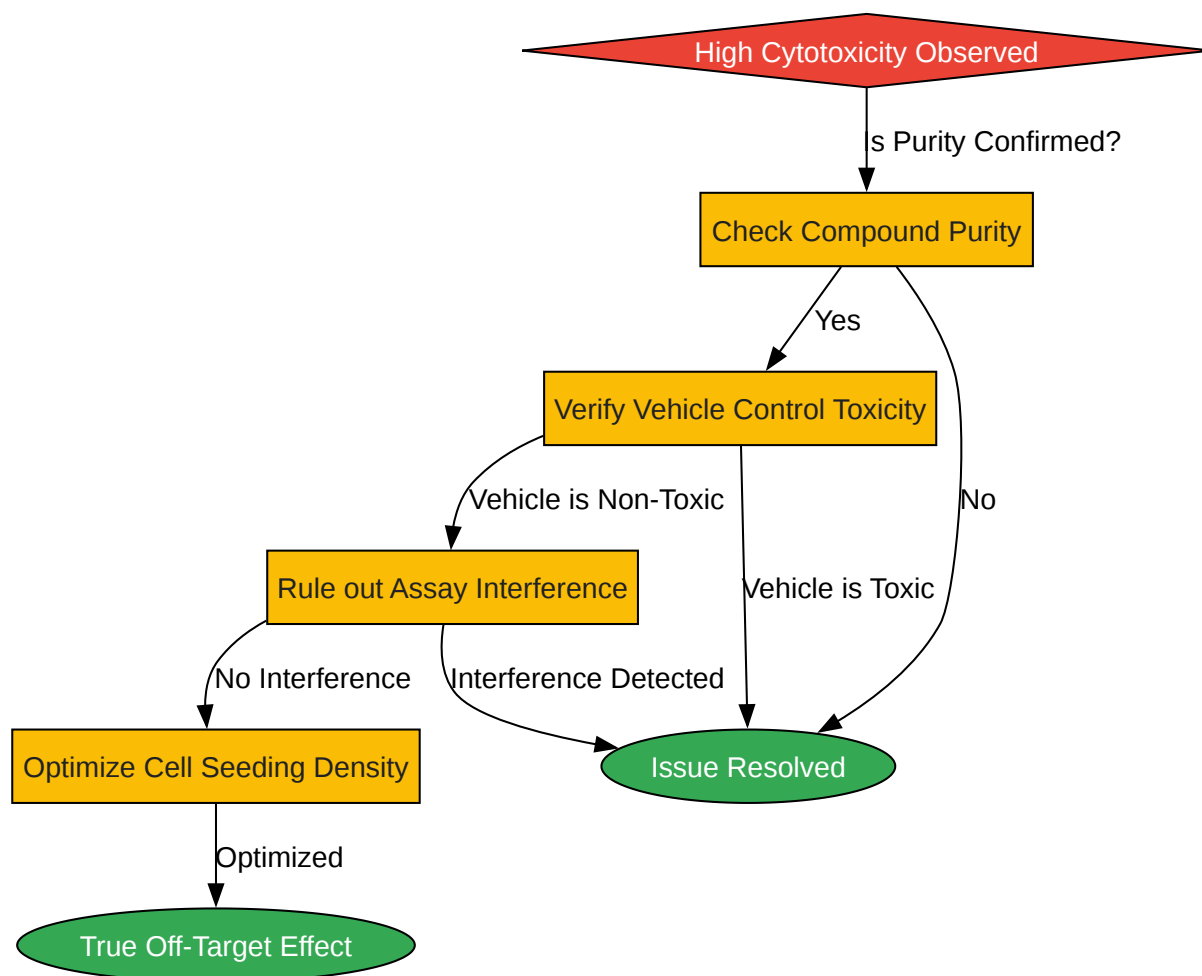 High Cytotoxicity Observed
Is Purity Confirmed?
Check Compound Purity
Yes
Verify Vehicle Control Toxicity
Vehicle is Non-Toxic
No
Rule out Assay Interference
Vehicle is Toxic
No Interference
Interference Detected
Optimize Cell Seeding Density
Issue Resolved
Optimized
True Off-Target Effect